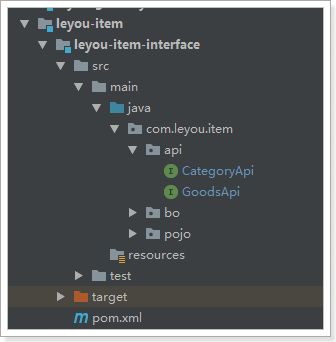 leyou-item
leyou-item-interface
src
main
java
com.leyou.item
api
CategoryApi
GoodsApi
bo
pojo
resources
test
target
pom.xml